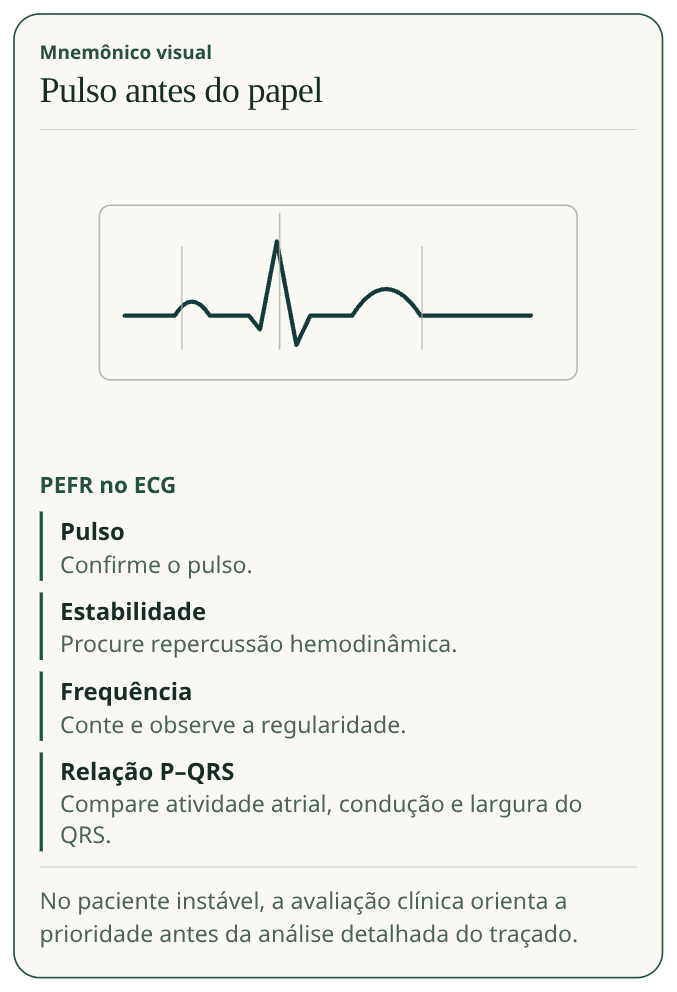 Mnemônico visual
Pulso antes do papel
PEFR no ECG
Pulso
Confirme o pulso.
Estabilidade
Procure repercussão hemodinâmica.
Frequência
Conte e observe a regularidade.
Relação P–QRS
Compare atividade atrial, condução e largura do
QRS.
No paciente instável, a avaliação clínica orienta a
prioridade antes da análise detalhada do traçado.